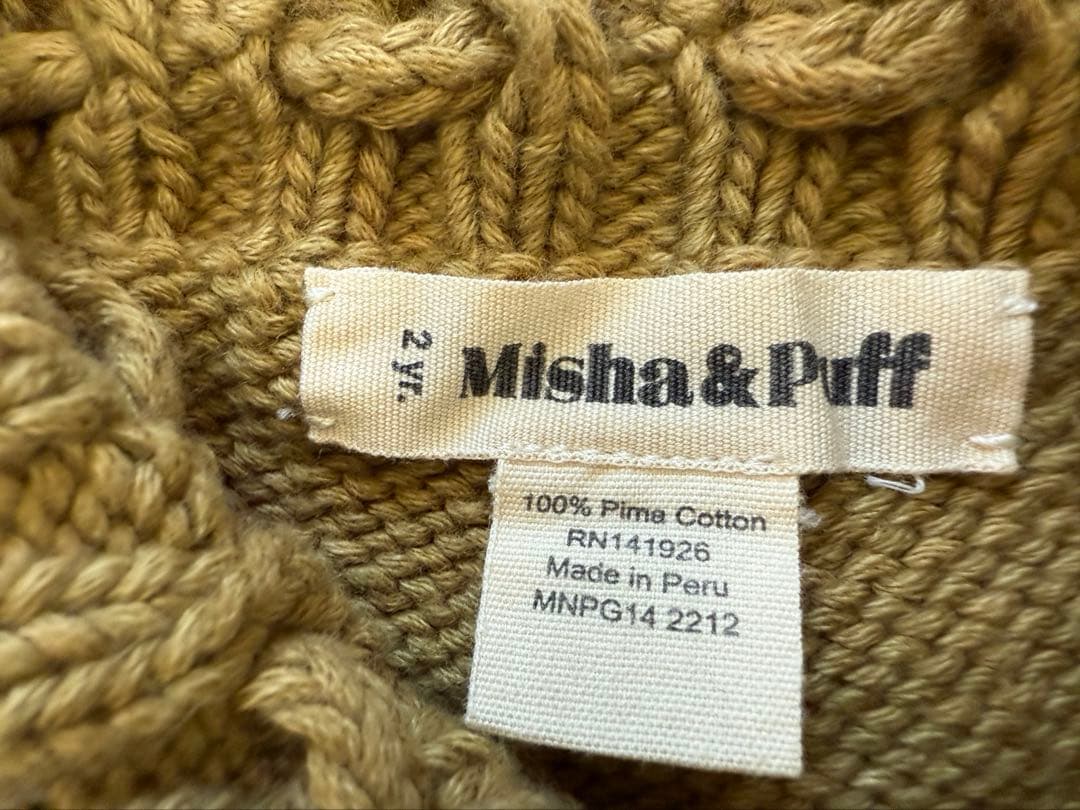 2 yr.
Misha & Puff
100% Pima Cotton
RN141926
Made in Peru
MNPG14 2212